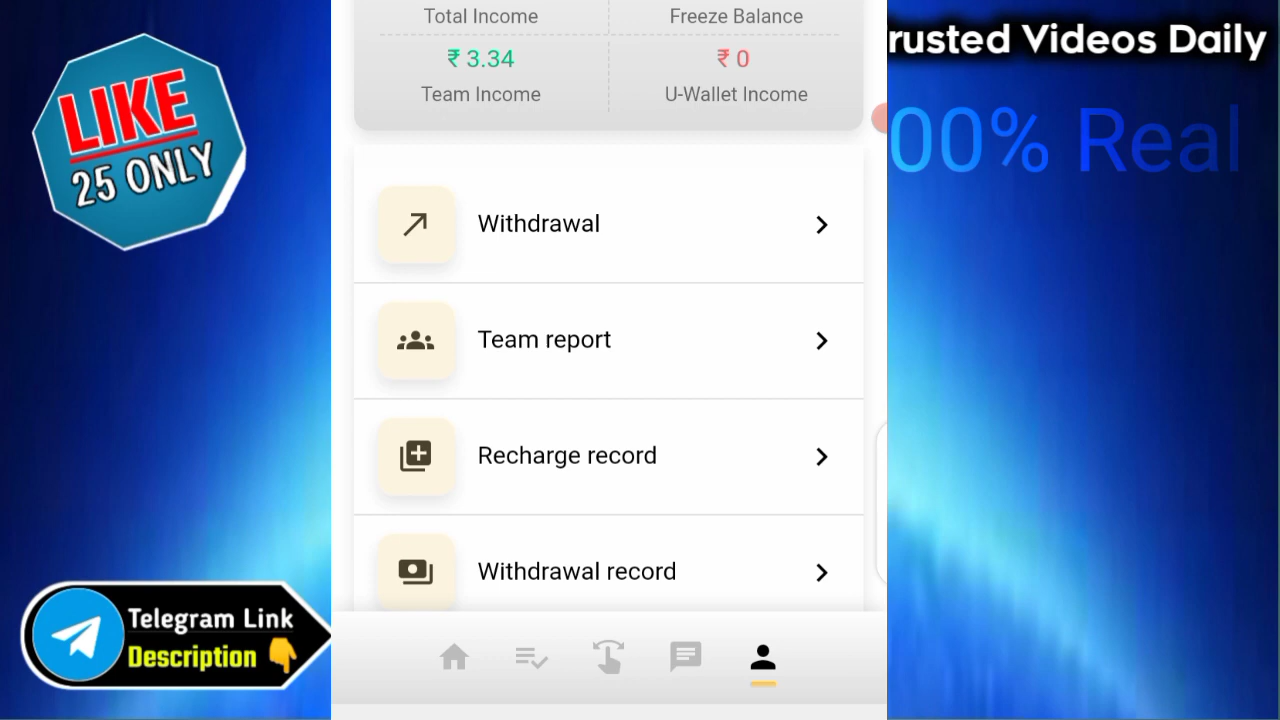 LIKE
25 ONLY
Telegram Link
Description
Total Income
Freeze Balance
₹ 3.34
₹ 0
Team Income
U-Wallet Income
Withdrawal
Team report
Recharge record
Withdrawal record
rusted Videos Daily
00% Real